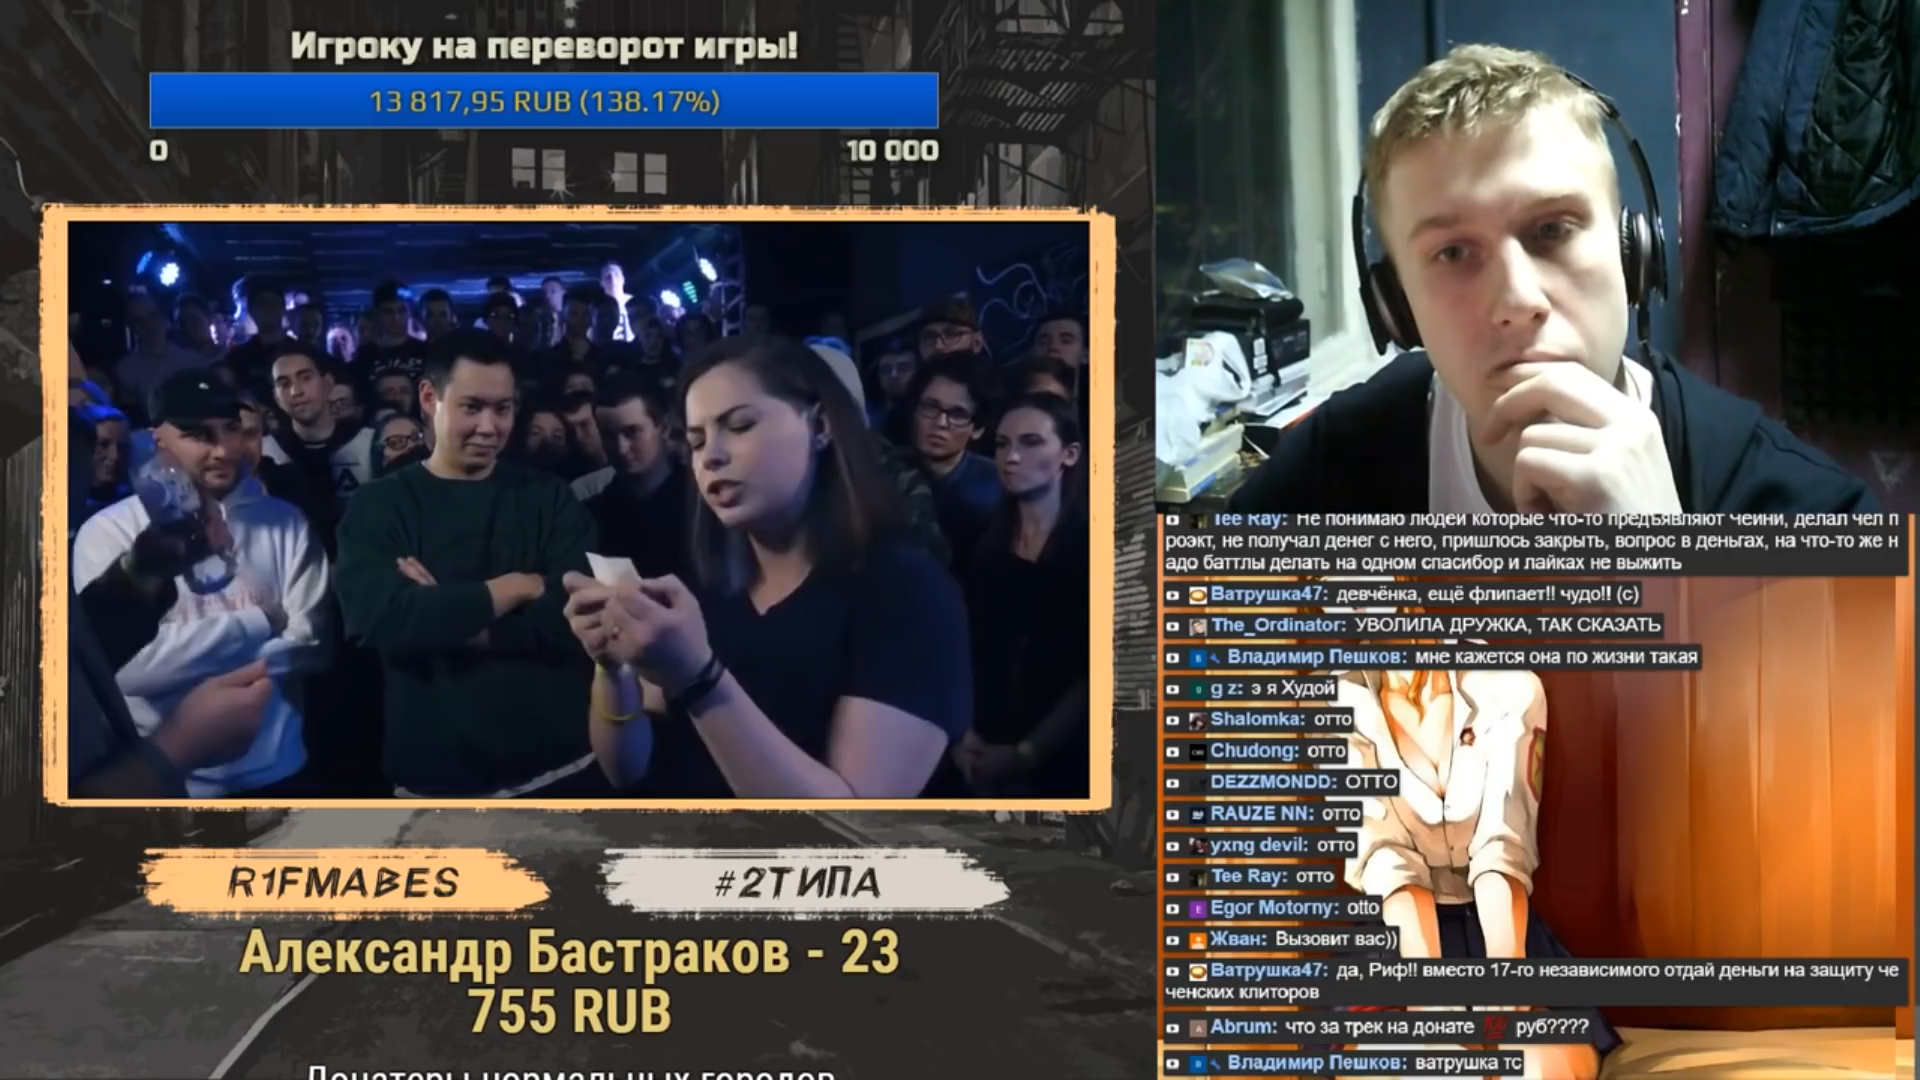 Игроку на переворот игры!
13 817,95 RUB (138.17%)
0
10 000
R1FMABES
#2ТИПА
Александр Бастраков - 23
755 RUB
Донатеры нормальных городов
Tee Ray: Не понимаю людей которые что-то предъявляют Чейни, делал чел п
роэкт, не получал денег с него, пришлось закрыть, вопрос в деньгах, на что-то же н
адо баттлы делать на одном спасибор и лайках не выжить
Ватрушка47: девчёнка, ещё флипает!! чудо!! (с)
The_Ordinator: УВОЛИЛА ДРУЖКА, ТАК СКАЗАТЬ
Владимир Пешков: мне кажется она по жизни такая
g z: э я Худой
Shalomka: отто
Chudong: отто
DEZZMONDD: ОТТО
RAUZE NN: отто
yxng devil: отто
Tee Ray: отто
Egor Motorny: otto
Жван: Вызовит вас))
Ватрушка47: да, Риф!! вместо 17-го независимого отдай деньги на защиту че
ченских клиторов
Abrum: что за трек на донате 💯 руб????
Владимир Пешков: ватрушка тс